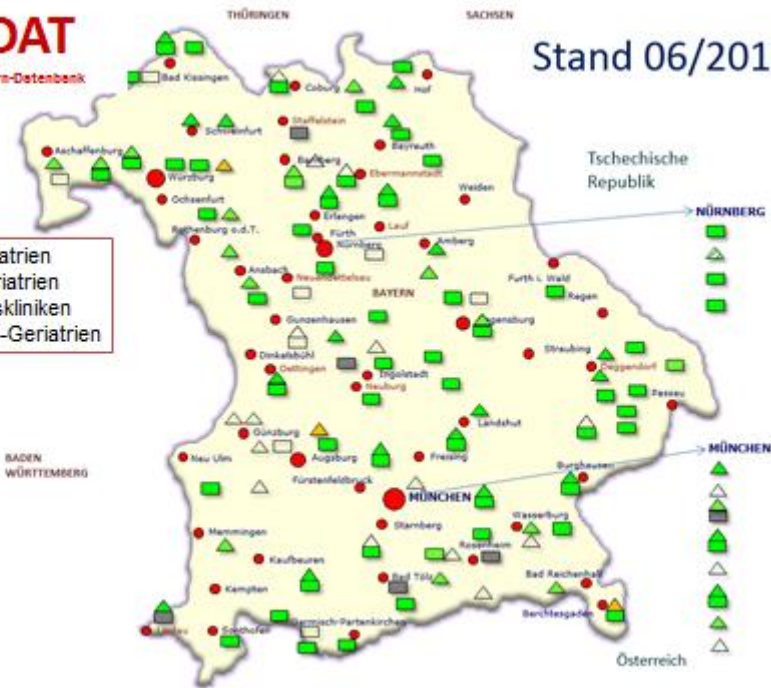 THÜRINGEN
SACHSEN
DAT
rn-Datenbank
Stand 06/201
Bad Kissingen
Coburg
Hof
Schweinfurt
Staffelstein
Aschaffenburg
Bamberg
Bayreuth
Tschechische
Republik
Würzburg
Ebermannstadt
Weiden
Ochsenfurt
Erlangen
NÜRNBERG
Rothenburg o.d.T.
Fürth
Lauf
Nürnberg
Amberg
atrien
riatrien
skliniken
-Geriatrien
Ansbach
Neuendettelsau
BAYERN
Furth i. Wald
Regen
Gunzenhausen
Regensburg
Dinkelsbühl
Straubing
Oettingen
Ingolstadt
Deggendorf
Neuburg
Passau
Landshut
Günzburg
BADEN
WÜRTTEMBERG
Neu Ulm
Augsburg
Freising
Burghausen
MÜNCHEN
Fürstenfeldbruck
MÜNCHEN
Starnberg
Wasserburg
Memmingen
Rosenheim
Kaufbeuren
Bad Tölz
Bad Reichenhall
Kempten
Berchtesgaden
Lindau
Sonthofen
Garmisch-Partenkirchen
Österreich